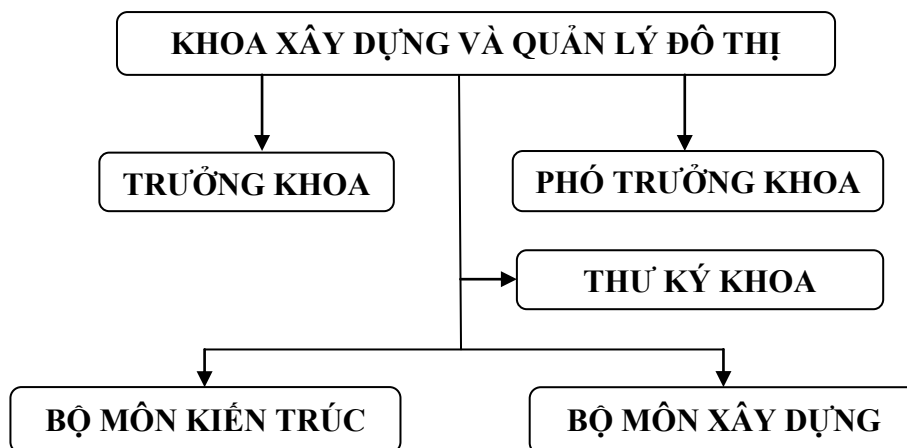 KHOA XÂY DỰNG VÀ QUẢN LÝ ĐÔ THỊ
TRƯỞNG KHOA
PHÓ TRƯỞNG KHOA
THƯ KÝ KHOA
BỘ MÔN KIẾN TRÚC
BỘ MÔN XÂY DỰNG